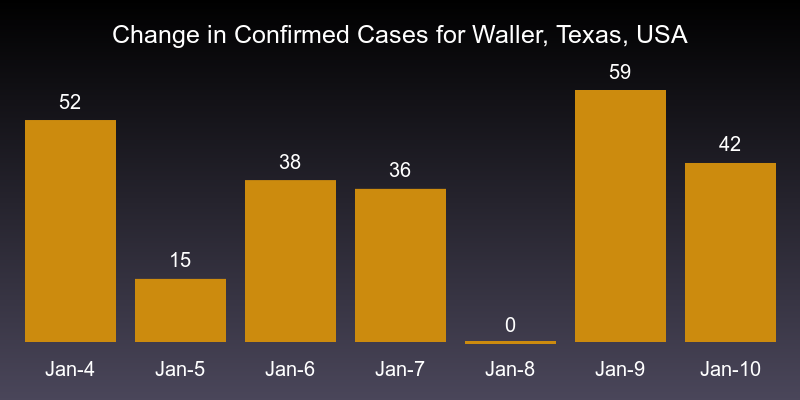 Change in Confirmed Cases for Waller, Texas, USA
52
15
38
36
0
59
42
Jan-4
Jan-5
Jan-6
Jan-7
Jan-8
Jan-9
Jan-10